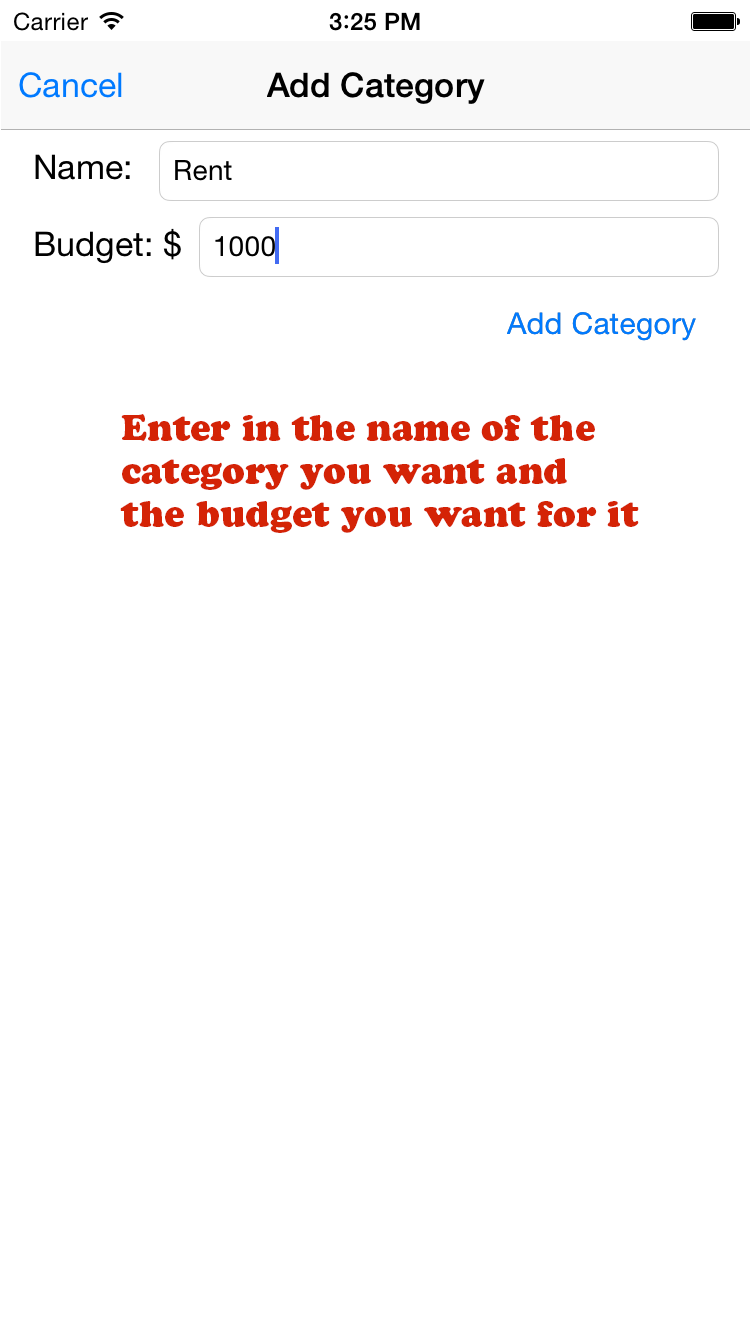 Carrier 3:25 PM
Cancel Add Category
Name: Rent
Budget: $ 1000
Add Category
Enter in the name of the
category you want and
the budget you want for it